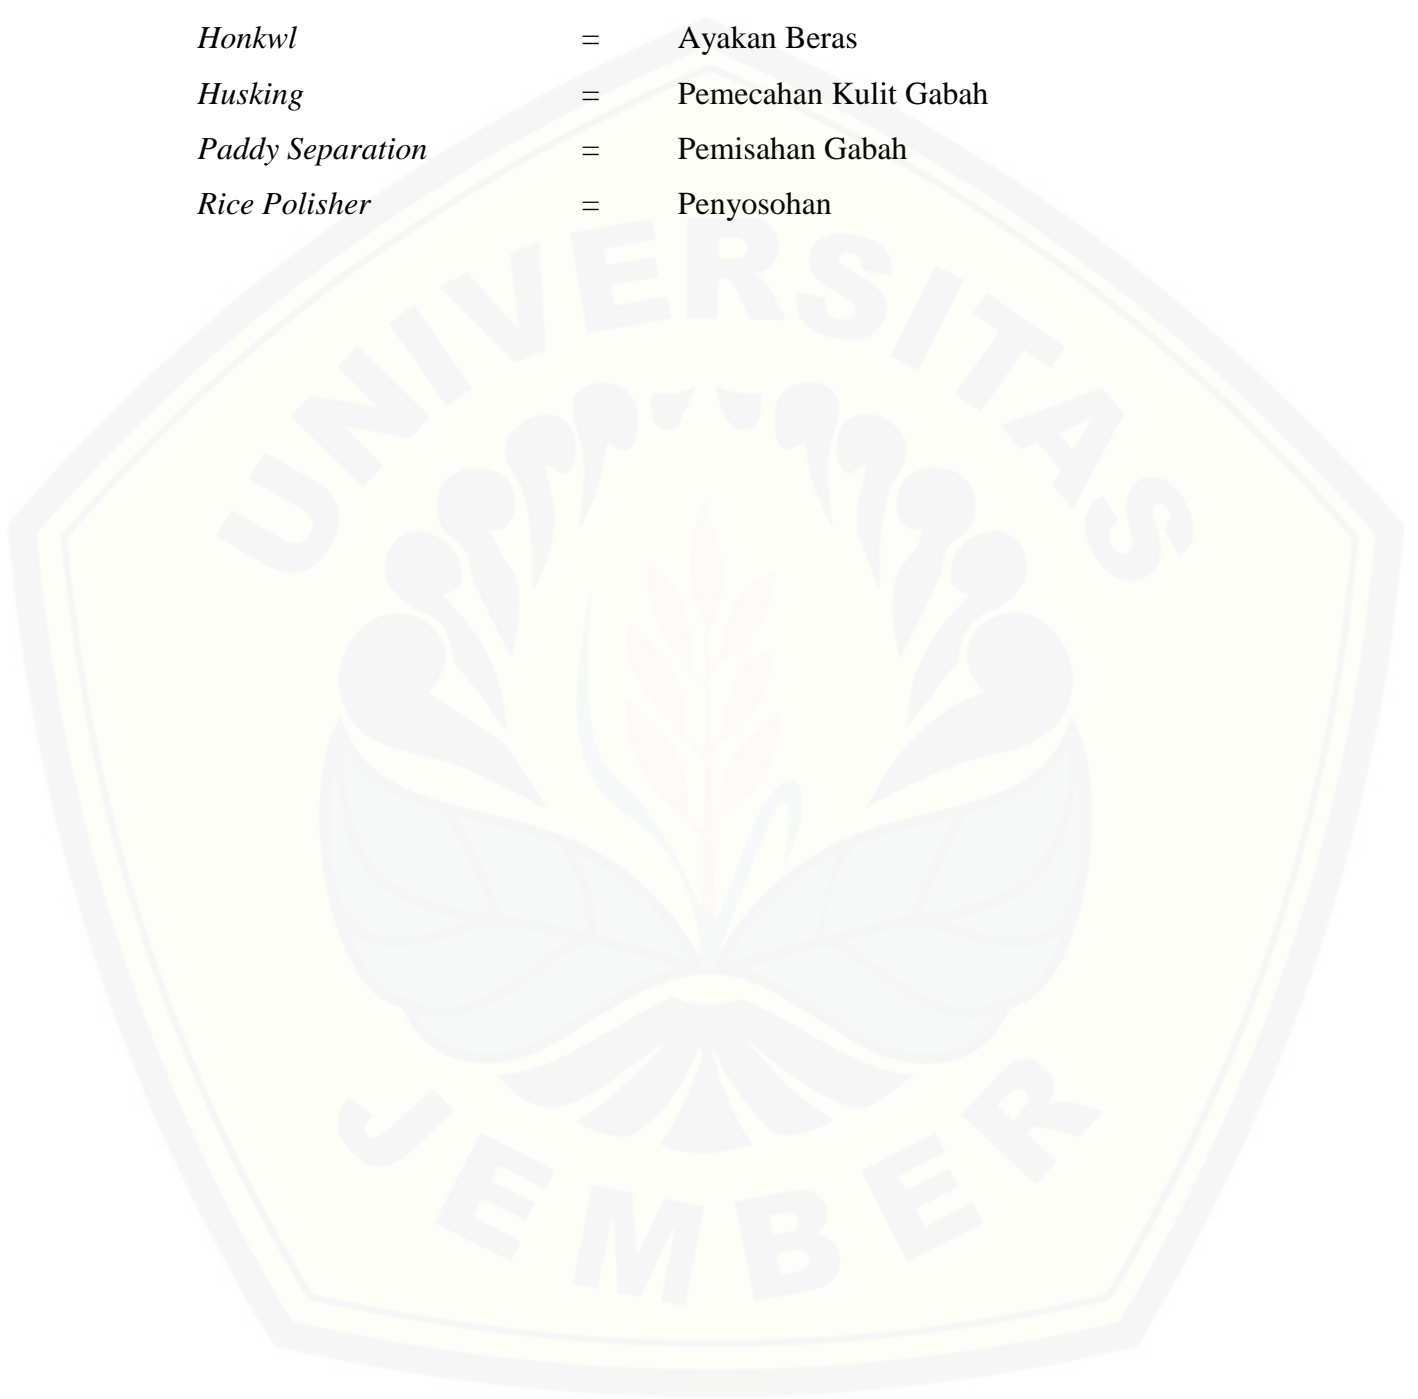 Honkwl = Ayakan Beras
Husking = Pemecahan Kulit Gabah
Paddy Separation = Pemisahan Gabah
Rice Polisher = Penyosohan
UNIVERSITAS
JEMBER